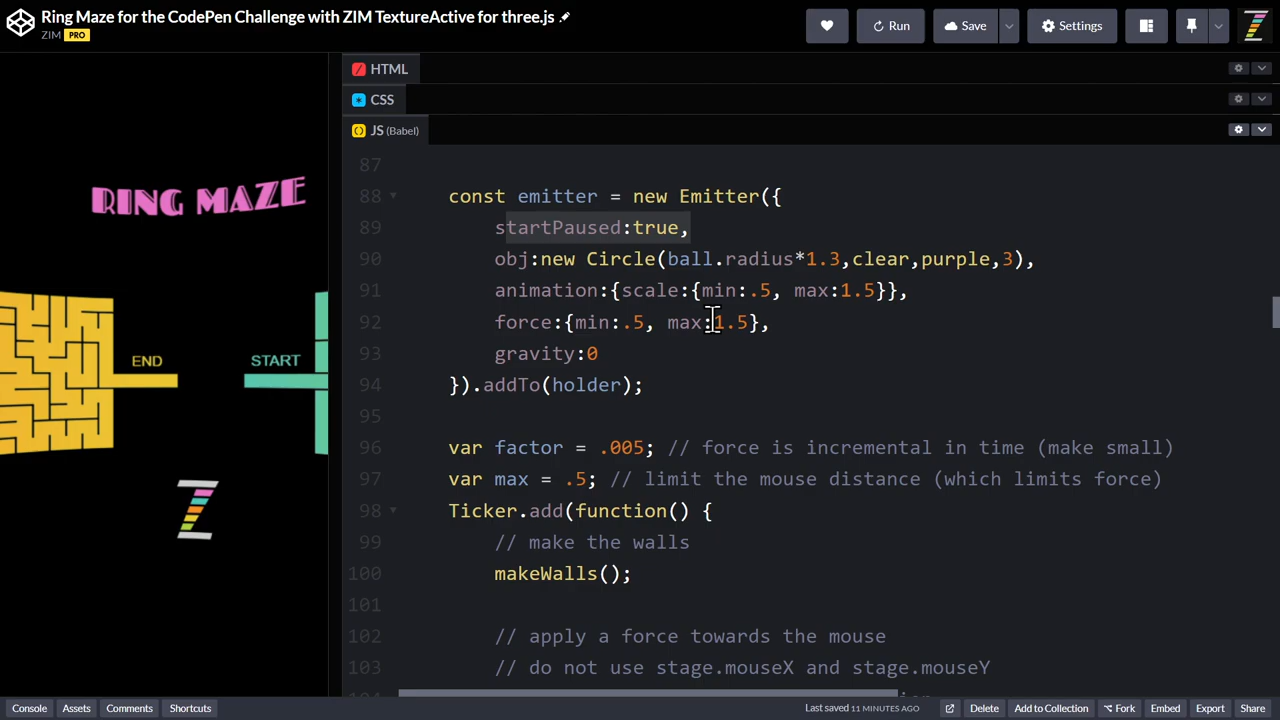 Ring Maze for the CodePen Challenge with ZIM TextureActive for three.js
ZIM PRO
Run
Save
Settings
HTML
CSS
JS (Babel)
RING MAZE
END
START
87
88 const emitter = new Emitter({
89 startPaused:true,
90 obj:new Circle(ball.radius*1.3,clear,purple,3),
91 animation:{scale:{min:.5, max:1.5}},
92 force:{min:.5, max:1.5},
93 gravity:0
94 }).addTo(holder);
95
96 var factor = .005; // force is incremental in time (make small)
97 var max = .5; // limit the mouse distance (which limits force)
98 Ticker.add(function() {
99 // make the walls
100 makeWalls();
101
102 // apply a force towards the mouse
103 // do not use stage.mouseX and stage.mouseY
Console Assets Comments Shortcuts
Last saved 11 MINUTES AGO
Delete Add to Collection Fork Embed Export Share